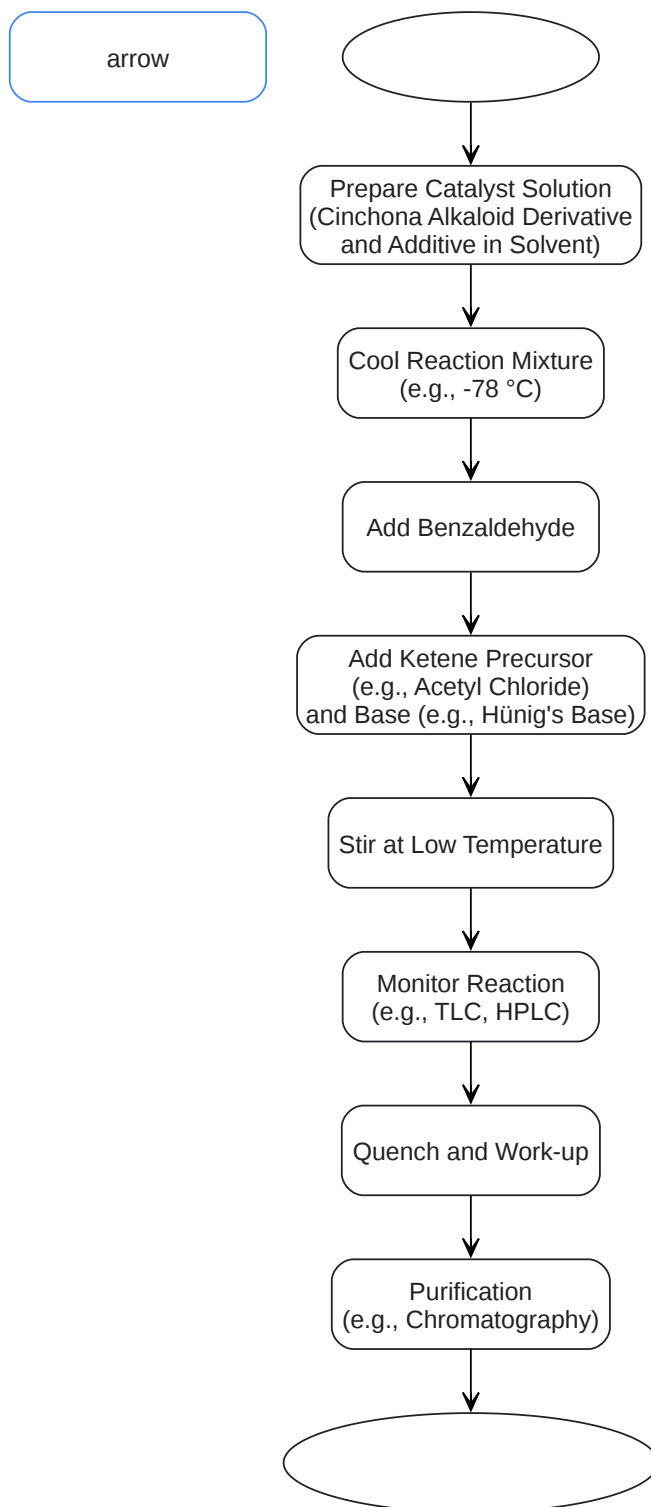 arrow
Prepare Catalyst Solution
(Cinchona Alkaloid Derivative
and Additive in Solvent)
Cool Reaction Mixture
(e.g., -78 °C)
Add Benzaldehyde
Add Ketene Precursor
(e.g., Acetyl Chloride)
and Base (e.g., Hünig's Base)
Stir at Low Temperature
Monitor Reaction
(e.g., TLC, HPLC)
Quench and Work-up
Purification
(e.g., Chromatography)